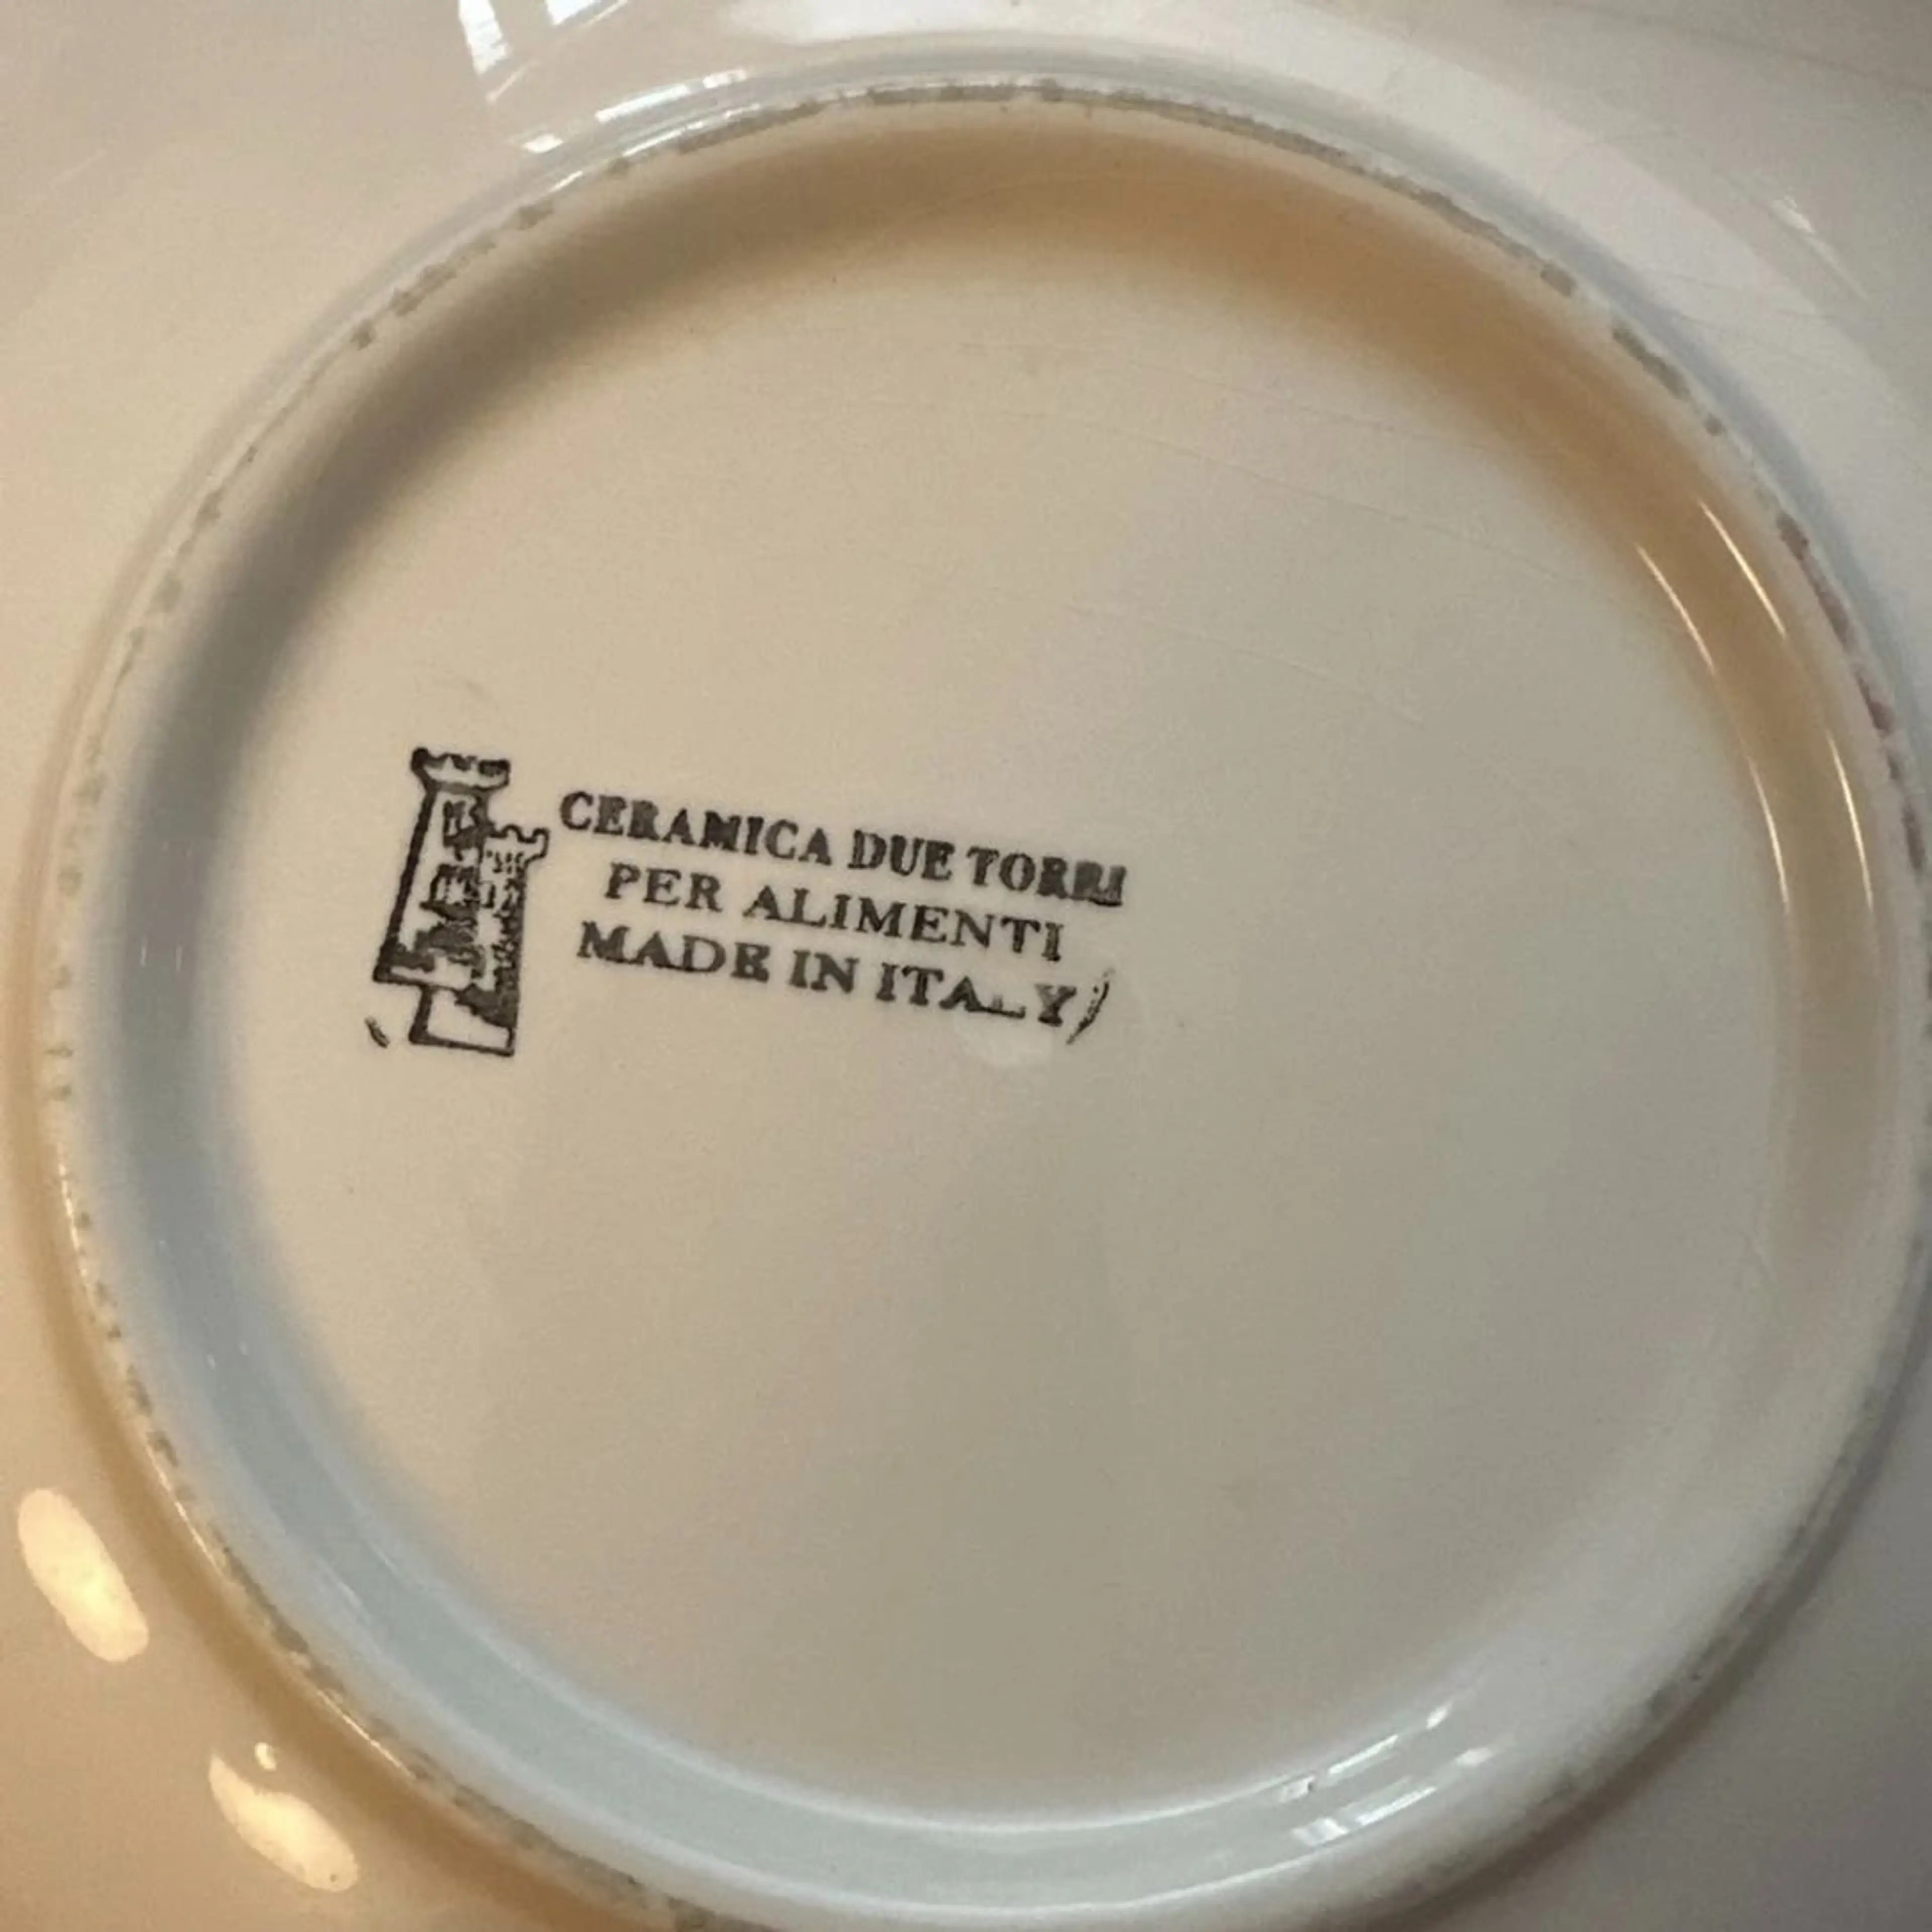 CERAMICA DUE TORRI
PER ALIMENTI
MADE IN ITALY